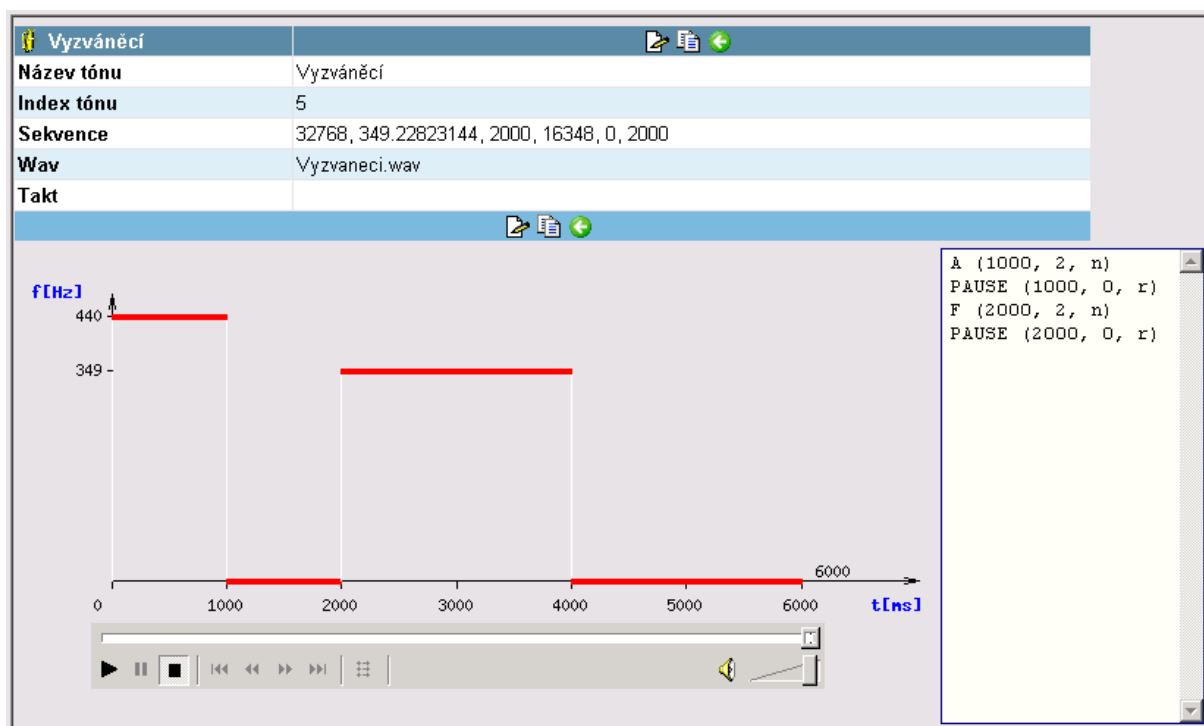 Vyzváněcí
Název tónu Vyzváněcí
Index tónu 5
Sekvence 32768, 349.22823144, 2000, 16348, 0, 2000
Wav Vyzvaneci.wav
Takt
A (1000, 2, n)
PAUSE (1000, 0, r)
F (2000, 2, n)
PAUSE (2000, 0, r)
f[Hz]
440
349
6000
0 1000 2000 3000 4000 5000 6000 t[ms]